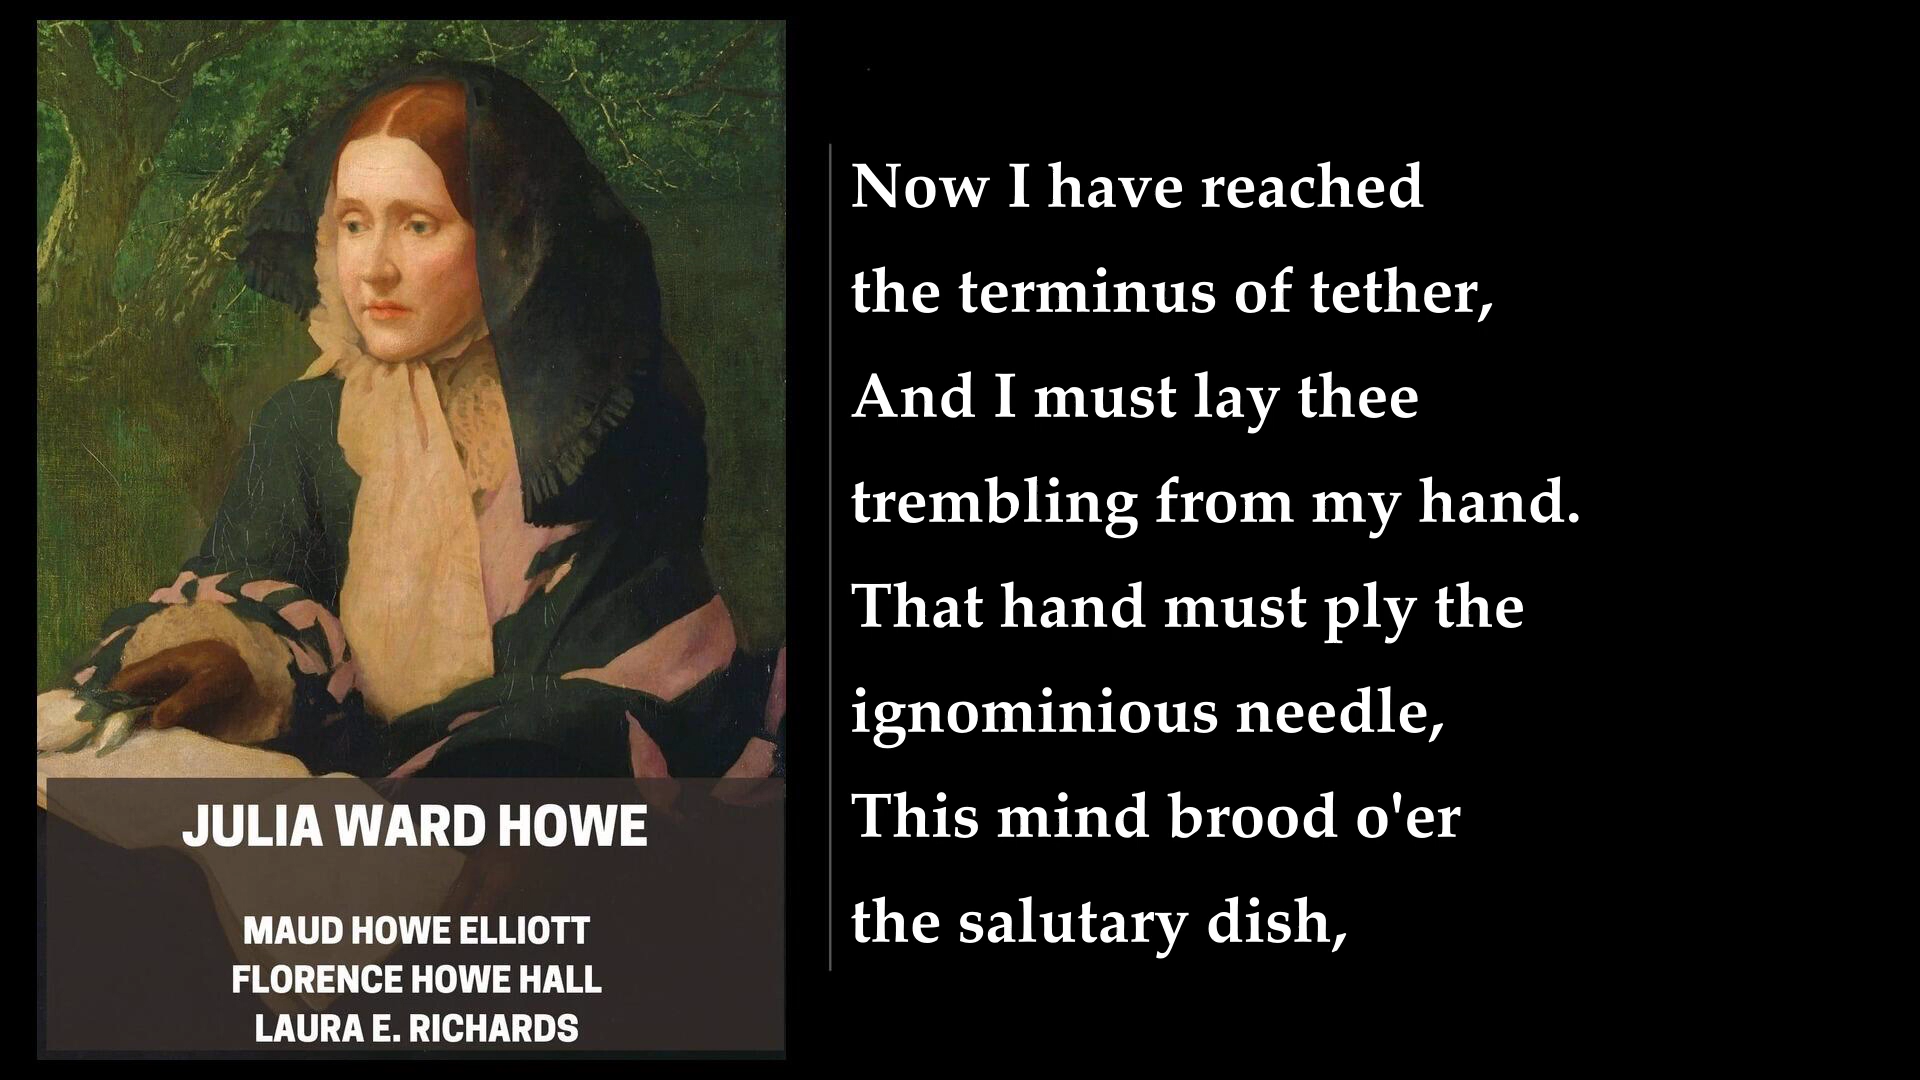 JULIA WARD HOWE
MAUD HOWE ELLIOTT
FLORENCE HOWE HALL
LAURA E. RICHARDS
Now I have reached
the terminus of tether,
And I must lay thee
trembling from my hand.
That hand must ply the
ignominious needle,
This mind brood o'er
the salutary dish,